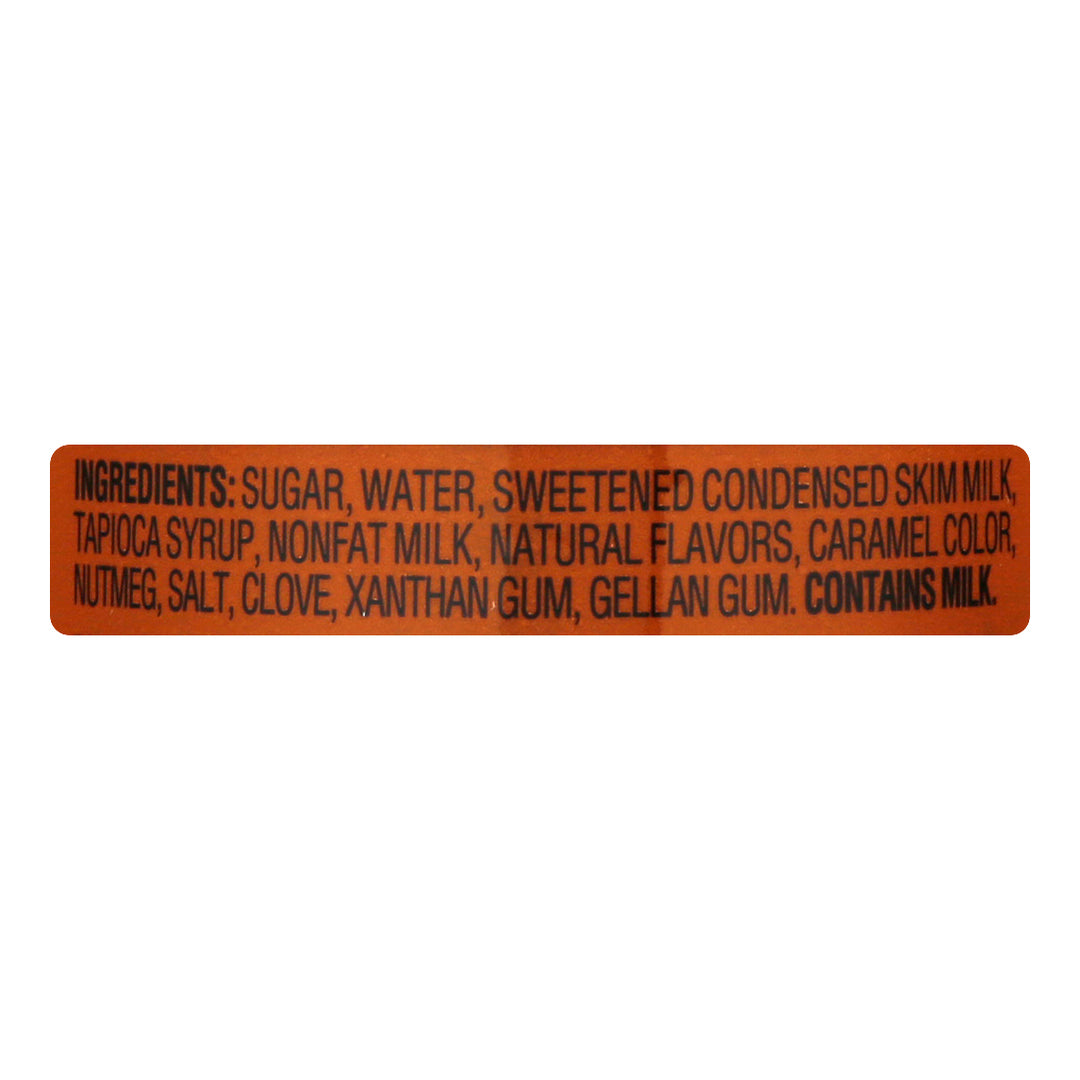 INGREDIENTS: SUGAR, WATER, SWEETENED CONDENSED SKIM MILK,
TAPIOCA SYRUP, NONFAT MILK, NATURAL FLAVORS, CARAMEL COLOR,
NUTMEG, SALT, CLOVE, XANTHAN GUM, GELLAN GUM. CONTAINS MILK.